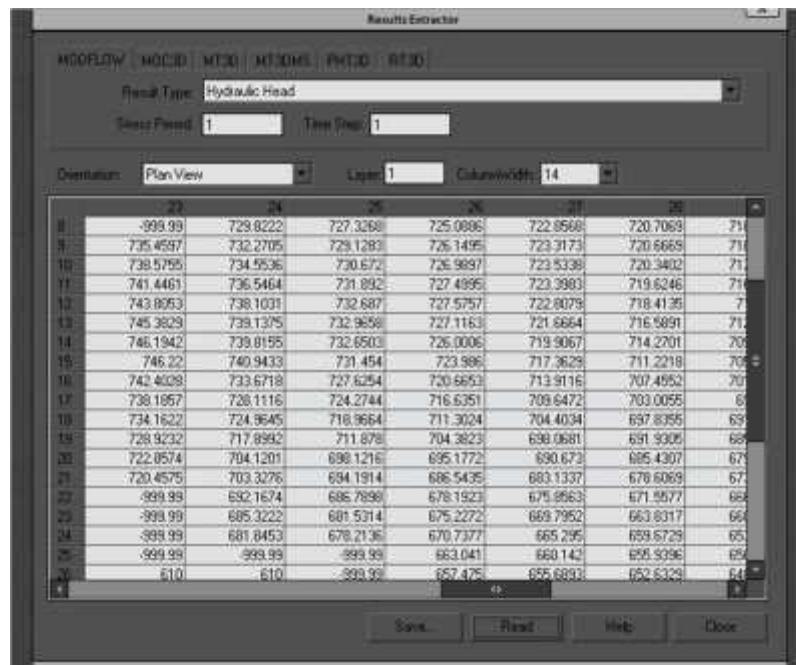 Results Extractor
MODFLOW MOC3D MT3D MT3DMS PHT3D RT3D
Result Type: Hydraulic Head
Stress Period: 1 Time Step: 1
Orientation: Plan View Layer: 1 Column Width: 14
23 24 25 26 27 28
8 -999.99 729.8222 727.3268 725.0886 722.8568 720.7069
9 735.4597 732.2705 729.1283 726.1495 723.3173 720.6669
10 738.5755 734.5536 730.672 726.9897 723.5338 720.3402
11 741.4461 736.5464 731.892 727.4995 723.3983 719.6246
12 743.8053 738.1031 732.687 727.5757 722.8079 718.4135
13 745.3829 739.1375 732.9658 727.1163 721.6664 716.5891
14 746.1942 739.8155 732.6503 726.0006 719.9067 714.2701
15 746.22 740.9433 731.454 723.986 717.3629 711.2218
16 742.4028 733.6718 727.6254 720.6653 713.9116 707.4552
17 738.1857 728.1116 724.2744 716.6351 709.6472 703.0055
18 734.1622 724.9645 718.9664 711.3024 704.4034 697.8355
19 728.9232 717.8992 711.878 704.3823 698.0681 691.9305
20 722.8574 704.1201 698.1216 695.1772 690.673 685.4307
21 720.4575 703.3276 694.1914 686.5435 683.1337 678.6069
22 -999.99 692.1674 686.7898 678.1923 675.8563 671.5577
23 -999.99 685.3222 681.5314 675.2272 669.7952 663.8317
24 -999.99 681.8453 678.2136 670.7377 665.295 659.6729
25 -999.99 -999.99 -999.99 663.041 660.142 655.9396
26 610 610 -999.99 657.475 655.6893 652.6329
Save... Read Help Close